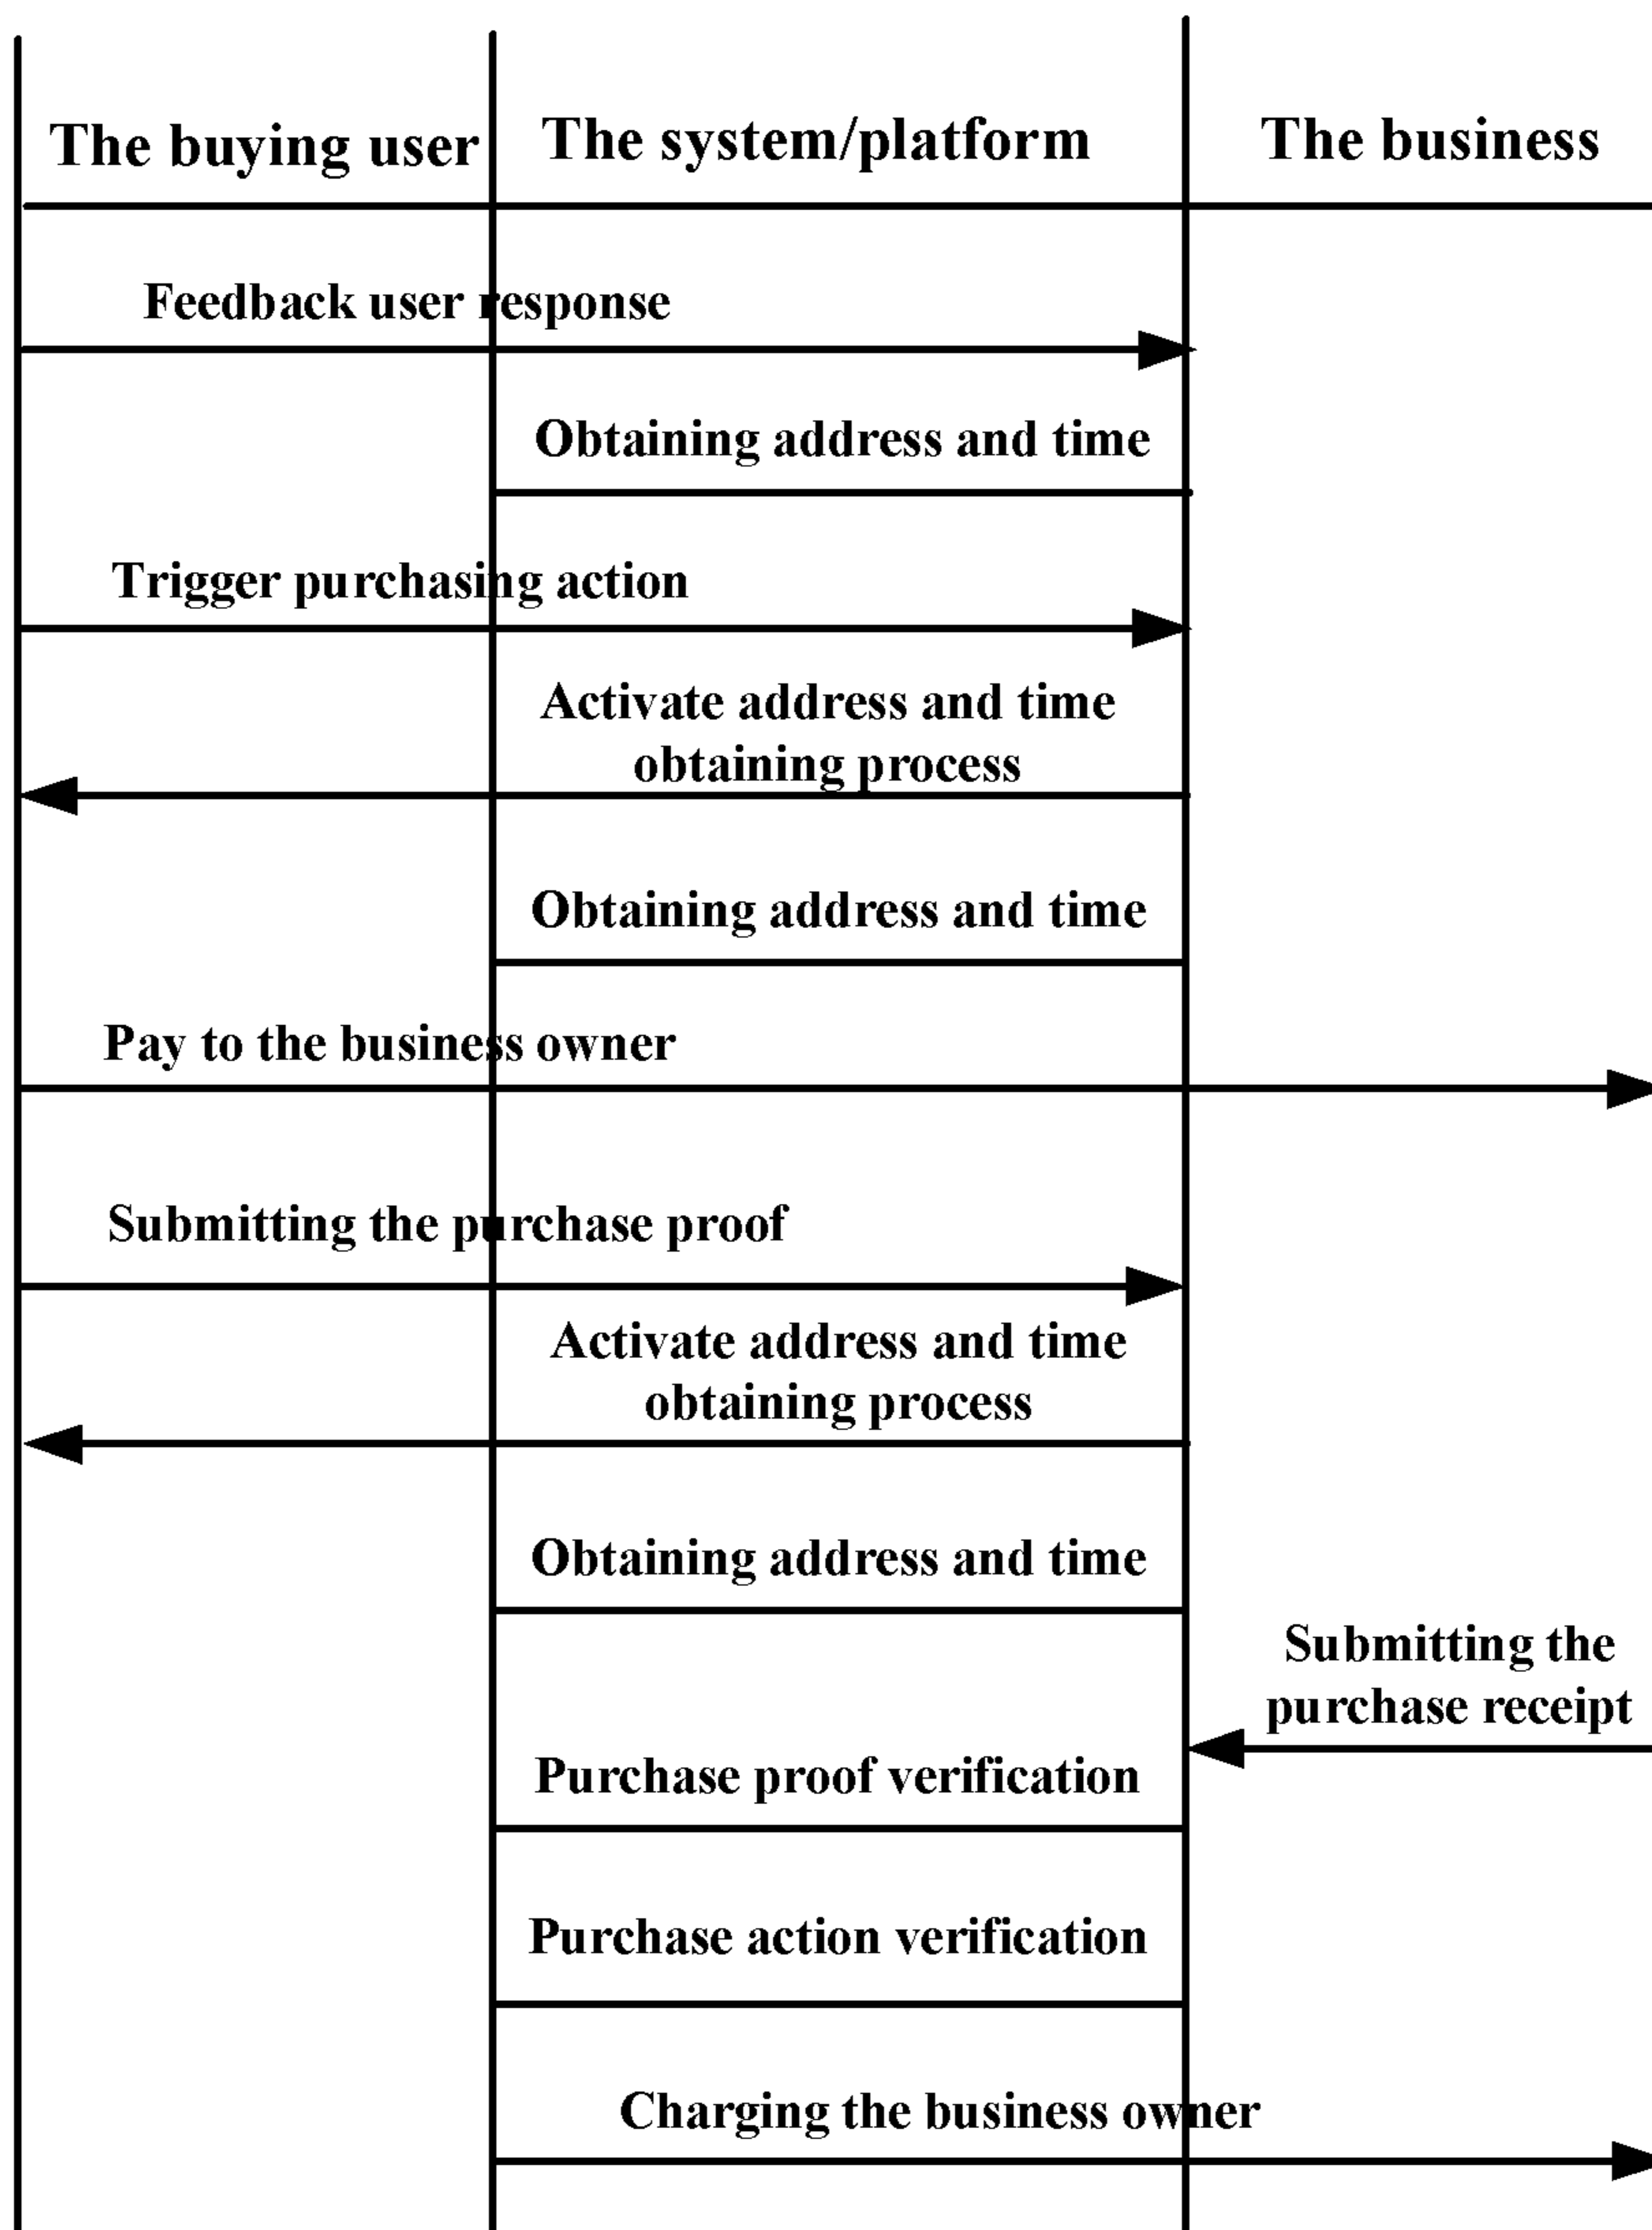 The buying user
The system/platform
The business
Feedback user response
Obtaining address and time
Trigger purchasing action
Activate address and time
obtaining process
Obtaining address and time
Pay to the business owner
Submitting the purchase proof
Activate address and time
obtaining process
Obtaining address and time
Submitting the
purchase receipt
Purchase proof verification
Purchase action verification
Charging the business owner